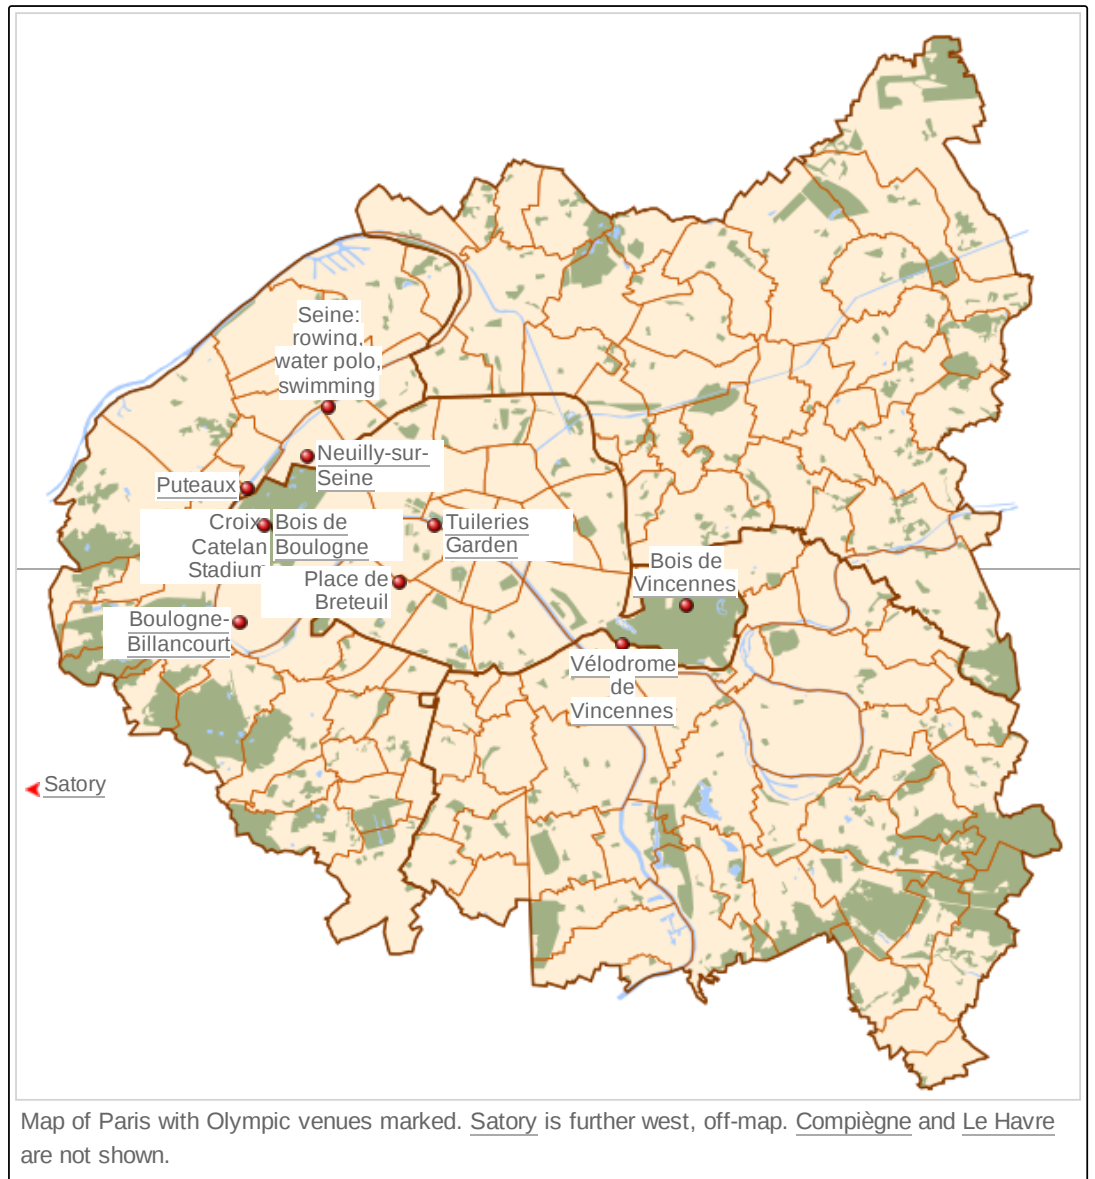 Seine:
rowing,
water polo,
swimming
Neuilly-sur-
Seine
Puteaux
Croix
Catelan
Stadium
Bois de
Boulogne
Tuileries
Garden
Place de
Breteuil
Bois de
Vincennes
Boulogne-
Billancourt
Vélodrome
de
Vincennes
Satory
Map of Paris with Olympic venues marked. Satory is further west, off-map. Compiègne and Le Havre
are not shown.